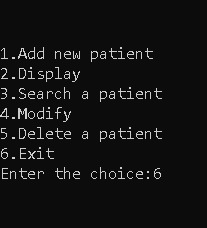 1.Add new patient
2.Display
3.Search a patient
4.Modify
5.Delete a patient
6.Exit
Enter the choice:6